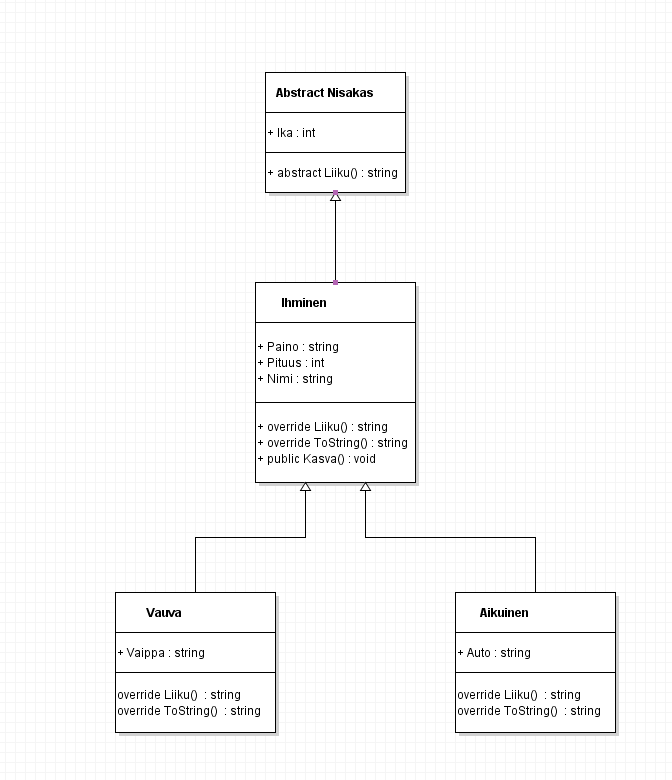 Abstract Nisakas
+ Ika : int
+ abstract Liiku() : string
Ihminen
+ Paino : string
+ Pituus : int
+ Nimi : string
+ override Liiku() : string
+ override ToString() : string
+ public Kasva() : void
Vauva
+ Vaippa : string
override Liiku() : string
override ToString() : string
Aikuinen
+ Auto : string
override Liiku() : string
override ToString() : string